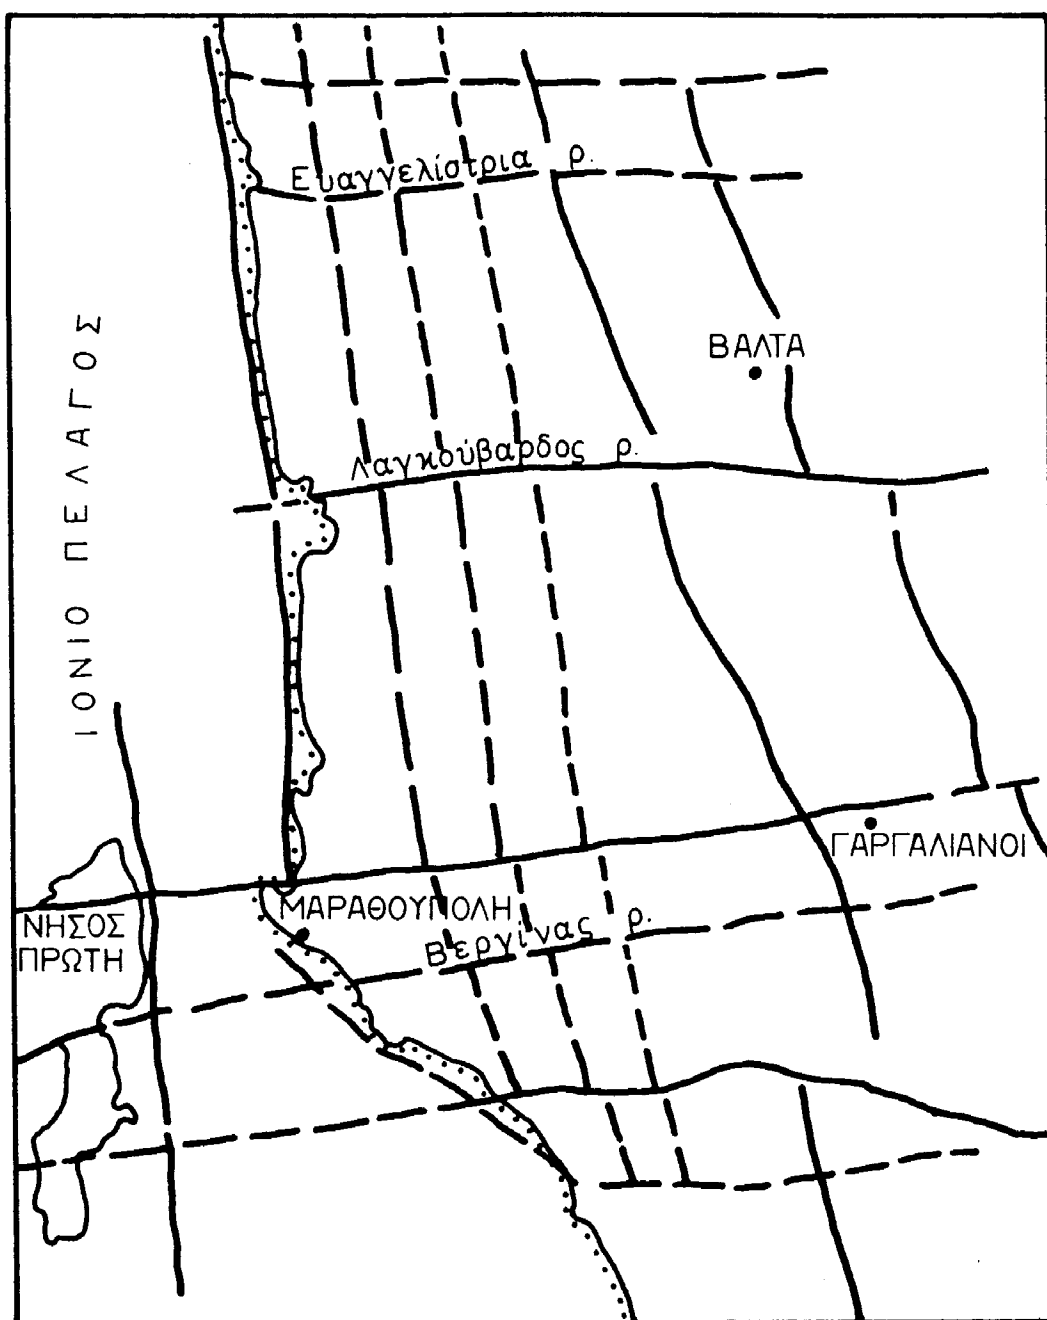 Ευαγγελίστρια ρ.
ΙΟΝΙΟ ΠΕΛΑΓΟΣ
ΒΑΛΤΑ
Λαγκούβαρδος ρ.
ΓΑΡΓΑΛΙΑΝΟΙ
ΜΑΡΑΘΟΥΠΟΛΗ
ΝΗΣΟΣ
ΠΡΩΤΗ
Βεργίνας ρ.